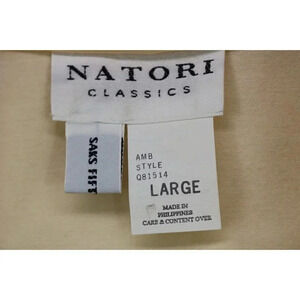 NATORI
CLASSICS
SAKS FIFT
AMB
STYLE
Q81514
LARGE
MADE IN
PHILIPPINES
CARE & CONTENT OVER